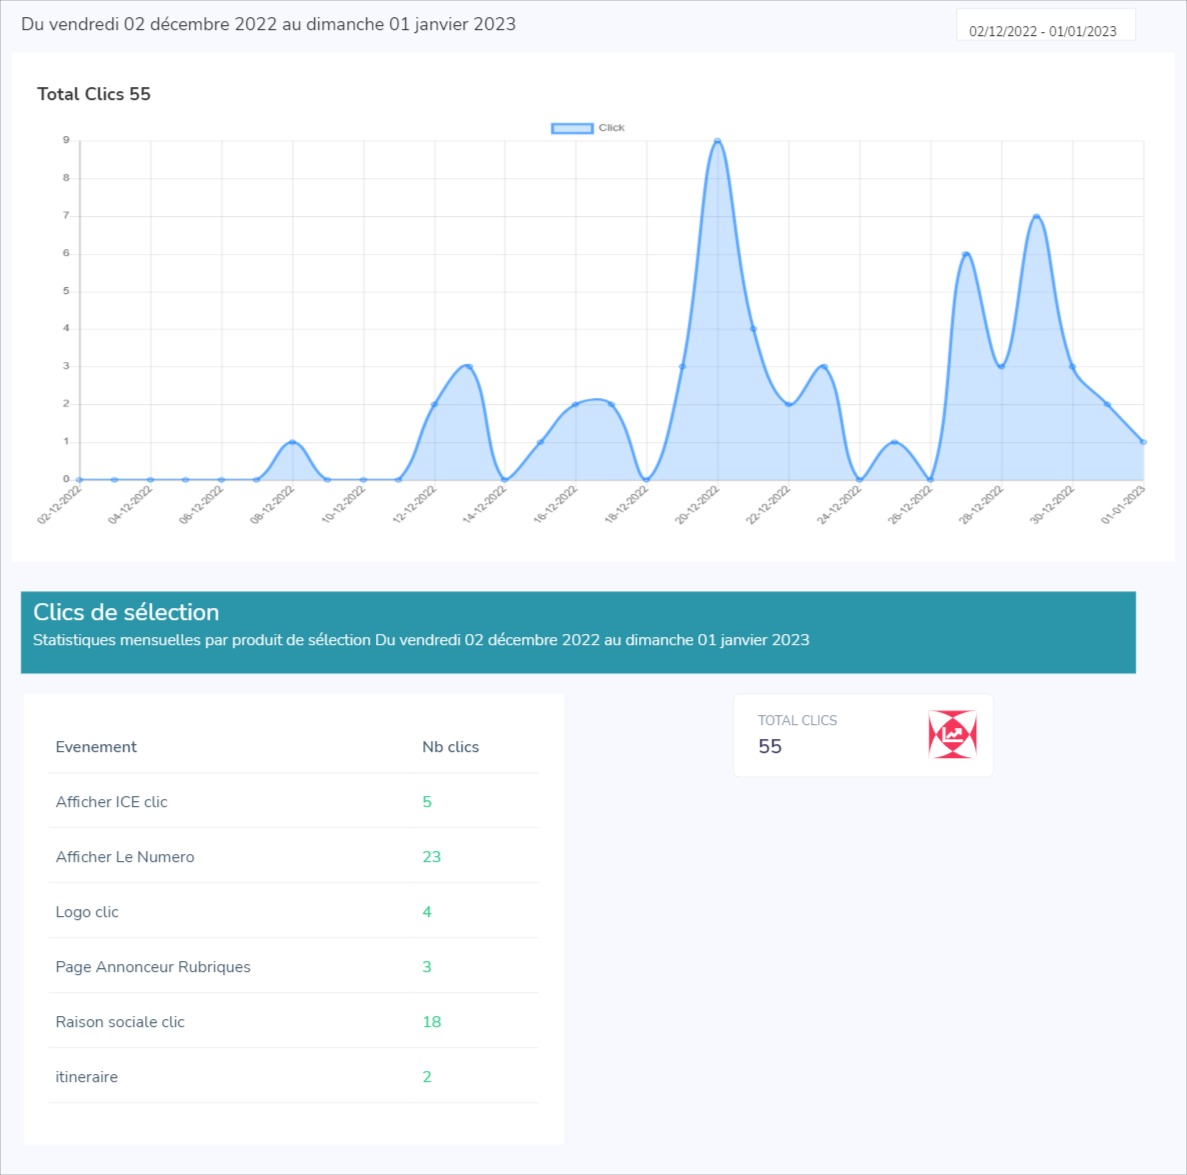 Du vendredi 02 décembre 2022 au dimanche 01 janvier 2023
02/12/2022 - 01/01/2023
Total Clics 55
Click
9
8
7
6
5
4
3
2
1
0
02-12-2022
04-12-2022
06-12-2022
08-12-2022
10-12-2022
12-12-2022
14-12-2022
16-12-2022
18-12-2022
20-12-2022
22-12-2022
24-12-2022
26-12-2022
28-12-2022
30-12-2022
01-01-2023
Clics de sélection
Statistiques mensuelles par produit de sélection Du vendredi 02 décembre 2022 au dimanche 01 janvier 2023
Evenement Nb clics
Afficher ICE clic 5
Afficher Le Numero 23
Logo clic 4
Page Annonceur Rubriques 3
Raison sociale clic 18
itineraire 2
TOTAL CLICS
55